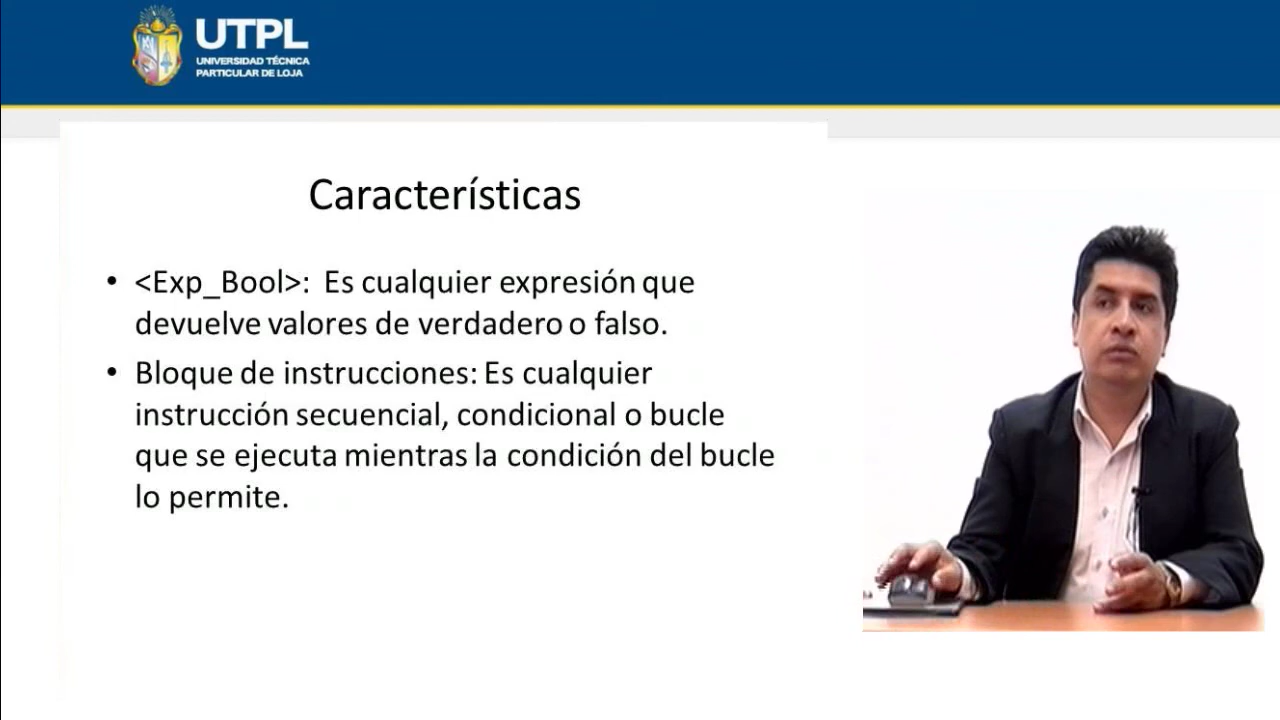 UTPL
UNIVERSIDAD TÉCNICA
PARTICULAR DE LOJA
Características
• <Exp_Bool>: Es cualquier expresión que
devuelve valores de verdadero o falso.
• Bloque de instrucciones: Es cualquier
instrucción secuencial, condicional o bucle
que se ejecuta mientras la condición del bucle
lo permite.